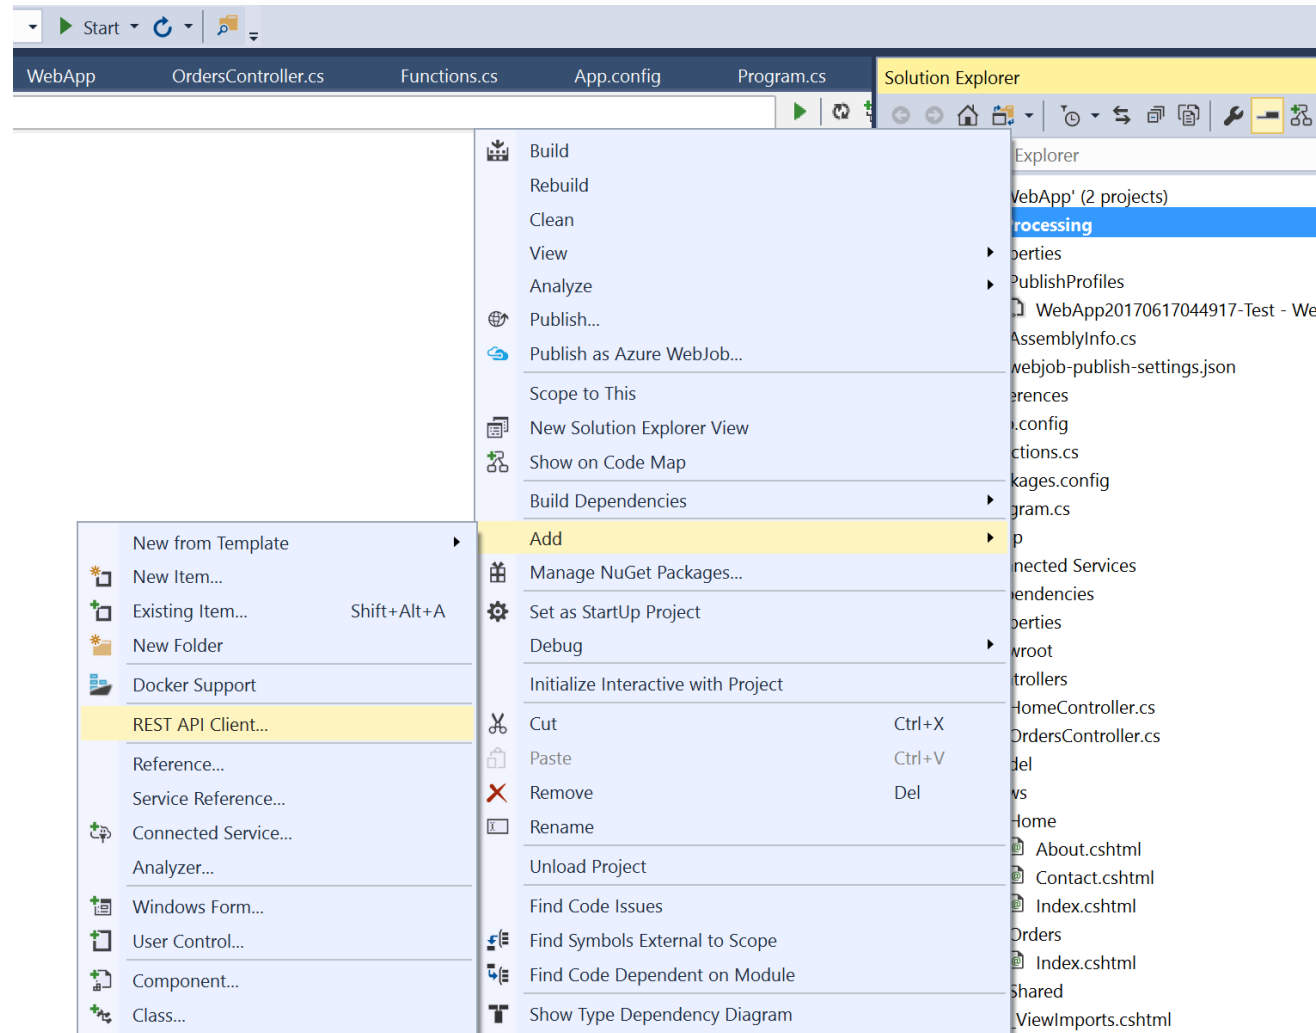 Start
WebApp OrdersController.cs Functions.cs App.config Program.cs
Solution Explorer
Explorer
WebApp' (2 projects)
rocessing
perties
PublishProfiles
WebApp20170617044917-Test - We
AssemblyInfo.cs
webjob-publish-settings.json
erences
.config
ctions.cs
kages.config
gram.cs
p
nnected Services
pendencies
perties
wroot
trollers
HomeController.cs
OrdersController.cs
del
ws
Home
About.cshtml
Contact.cshtml
Index.cshtml
Orders
Index.cshtml
Shared
_ViewImports.cshtml
Build
Rebuild
Clean
View
Analyze
Publish...
Publish as Azure WebJob...
Scope to This
New Solution Explorer View
Show on Code Map
Build Dependencies
Add
Manage NuGet Packages...
Set as StartUp Project
Debug
Initialize Interactive with Project
Cut Ctrl+X
Paste Ctrl+V
Remove Del
Rename
Unload Project
Find Code Issues
Find Symbols External to Scope
Find Code Dependent on Module
Show Type Dependency Diagram
New from Template
New Item...
Existing Item... Shift+Alt+A
New Folder
Docker Support
REST API Client...
Reference...
Service Reference...
Connected Service...
Analyzer...
Windows Form...
User Control...
Component...
Class...